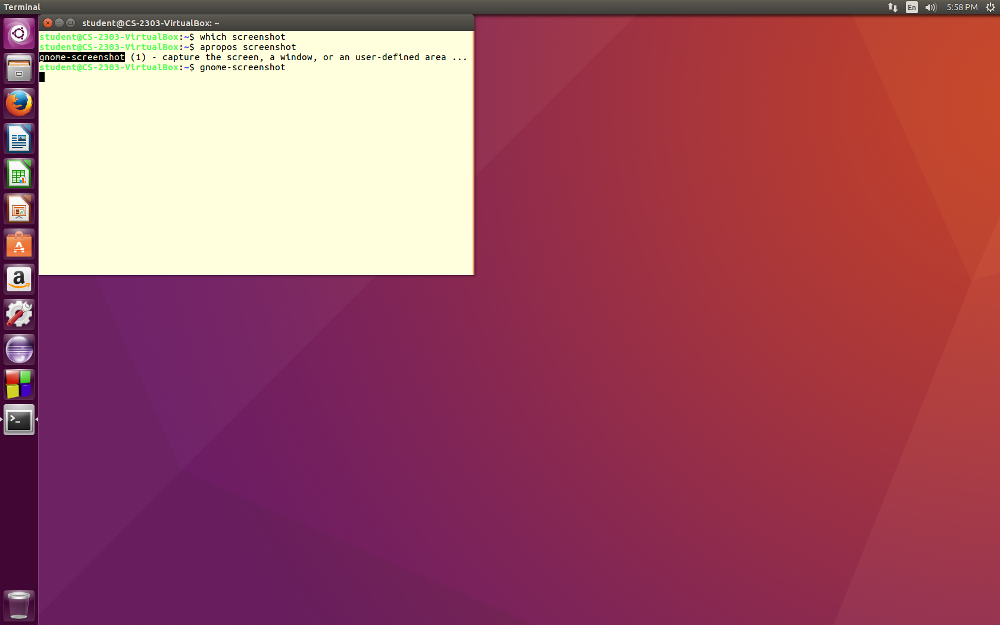 Terminal
En
5:58 PM
student@CS-2303-VirtualBox: ~
student@CS-2303-VirtualBox:~$ which screenshot
student@CS-2303-VirtualBox:~$ apropos screenshot
gnome-screenshot (1) - capture the screen, a window, or an user-defined area ...
student@CS-2303-VirtualBox:~$ gnome-screenshot